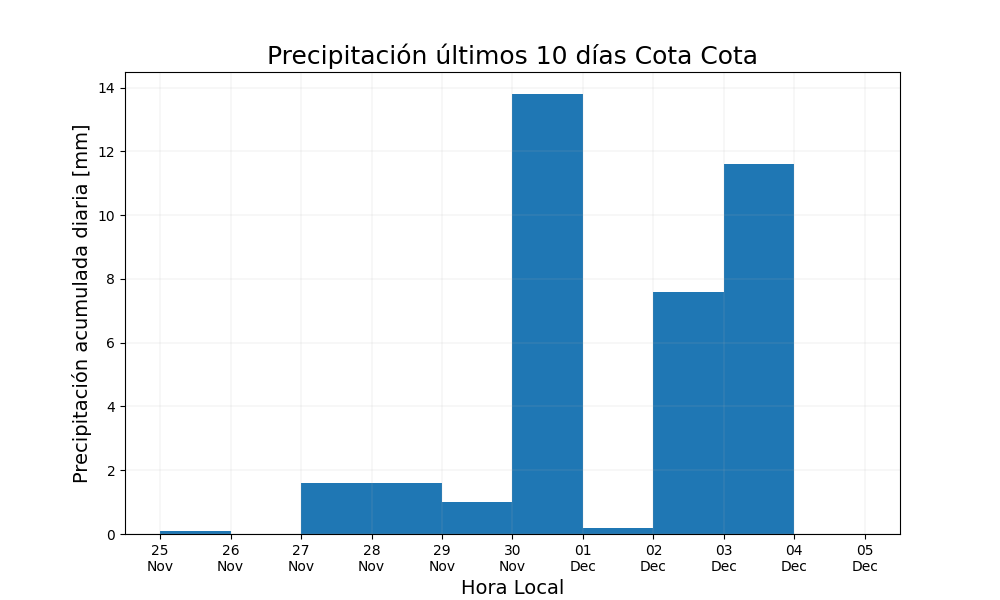 Precipitación últimos 10 días Cota Cota
Precipitación acumulada diaria [mm]
14
12
10
8
6
4
2
0
25 26 27 28 29 30 01 02 03 04 05
Nov Nov Nov Nov Nov Nov Dec Dec Dec Dec Dec
Hora Local